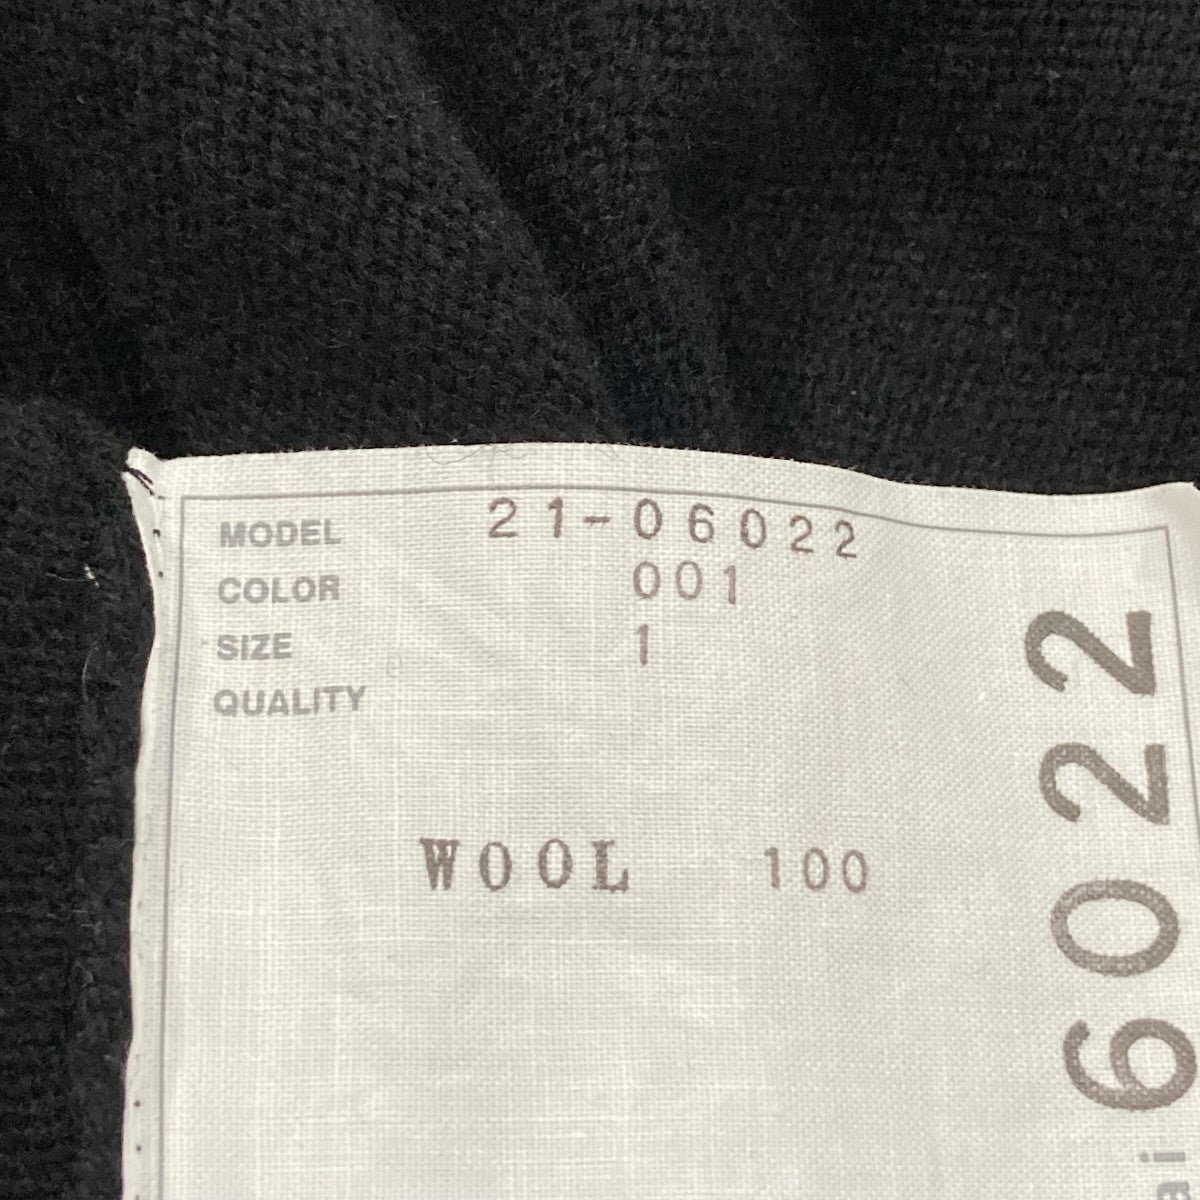 MODEL 21-06022
COLOR 001
SIZE 1
QUALITY
WOOL 100
6022